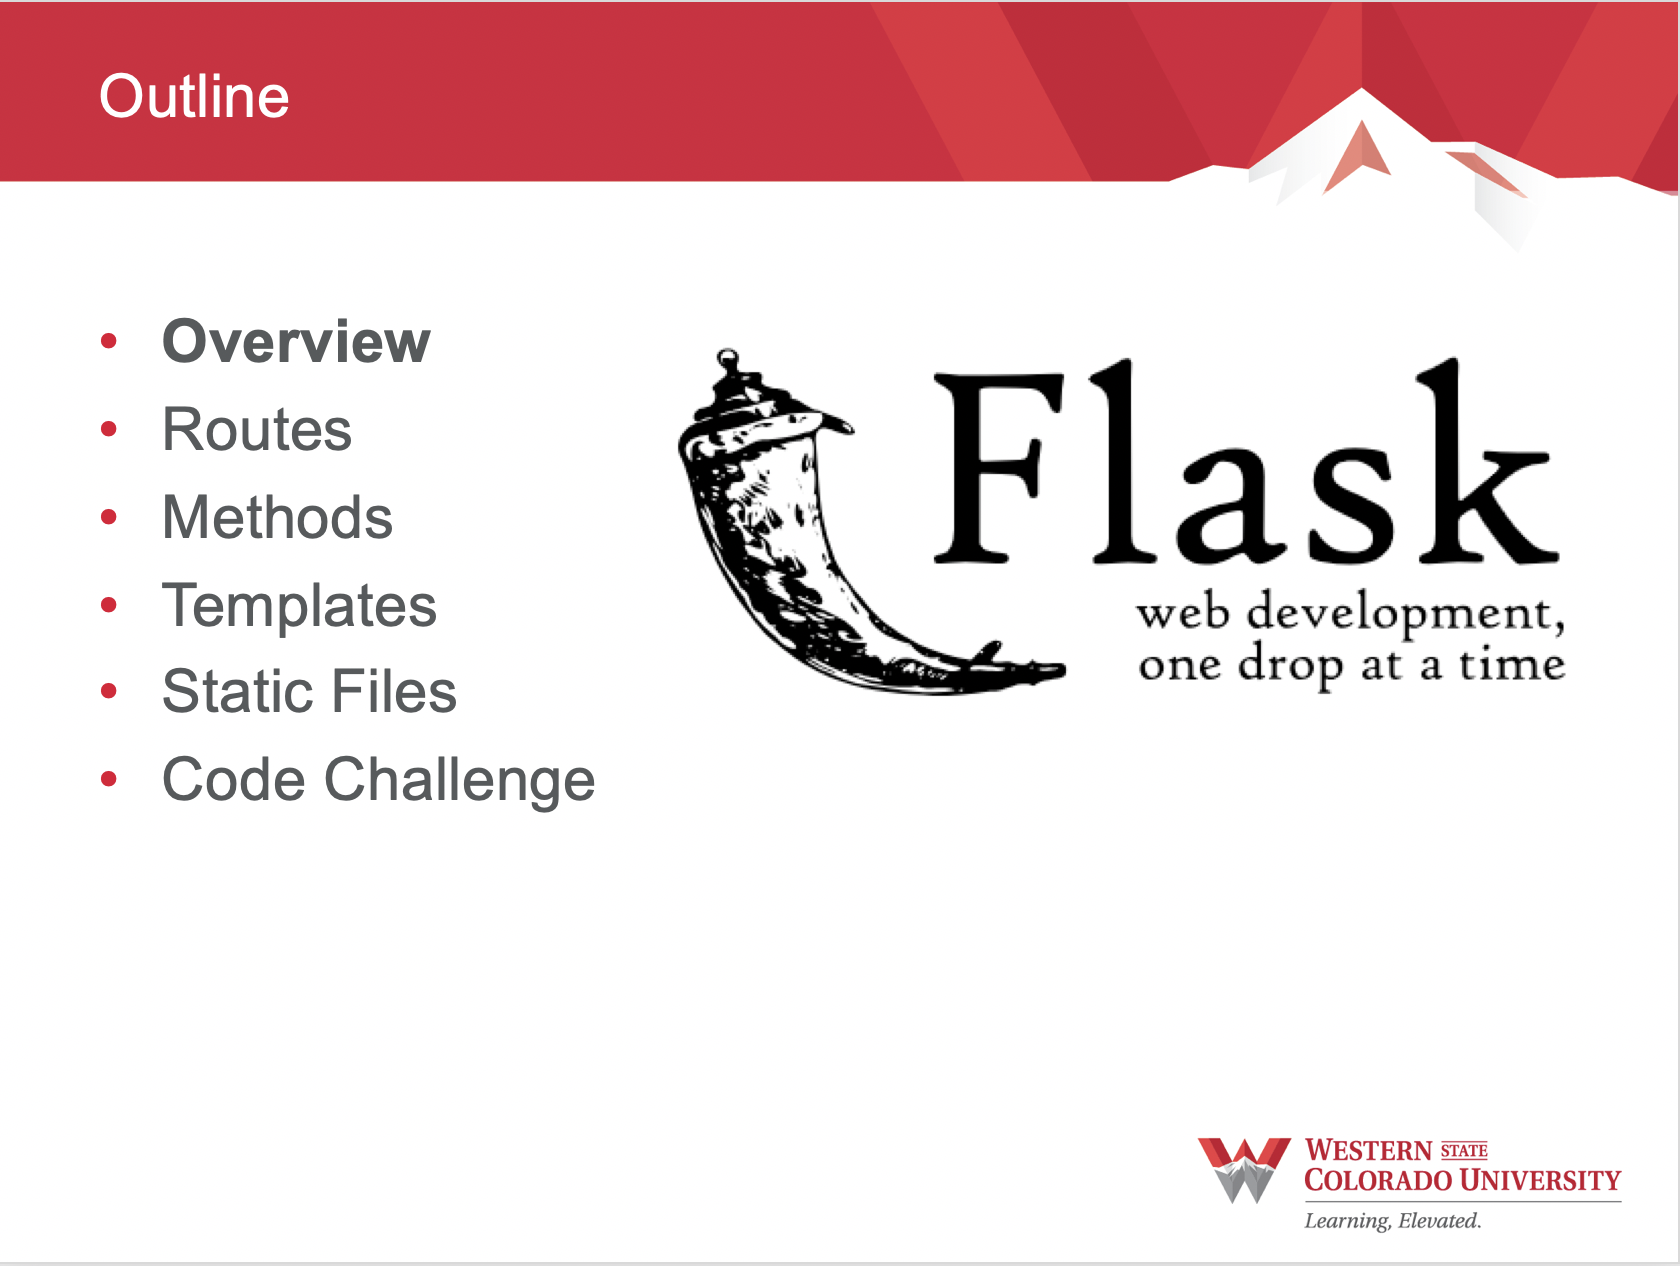 Outline
Overview
Routes
Methods
Templates
Static Files
Code Challenge
Flask
web development,
one drop at a time
WESTERN STATE
COLORADO UNIVERSITY
Learning, Elevated.